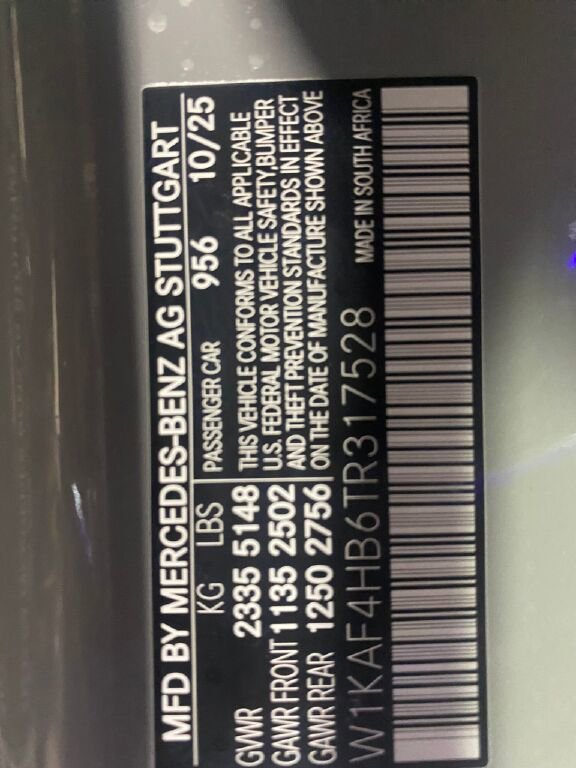 MFD BY MERCEDES-BENZ AG STUTTGART
KG LBS PASSENGER CAR 956 10/25
GVWR 2335 5148 THIS VEHICLE CONFORMS TO ALL APPLICABLE
GAWR FRONT 1135 2502 U.S. FEDERAL MOTOR VEHICLE SAFETY,BUMPER
GAWR REAR 1250 2756 AND THEFT PREVENTION STANDARDS IN EFFECT
ON THE DATE OF MANUFACTURE SHOWN ABOVE
W1KAF4HB6TR317528 MADE IN SOUTH AFRICA